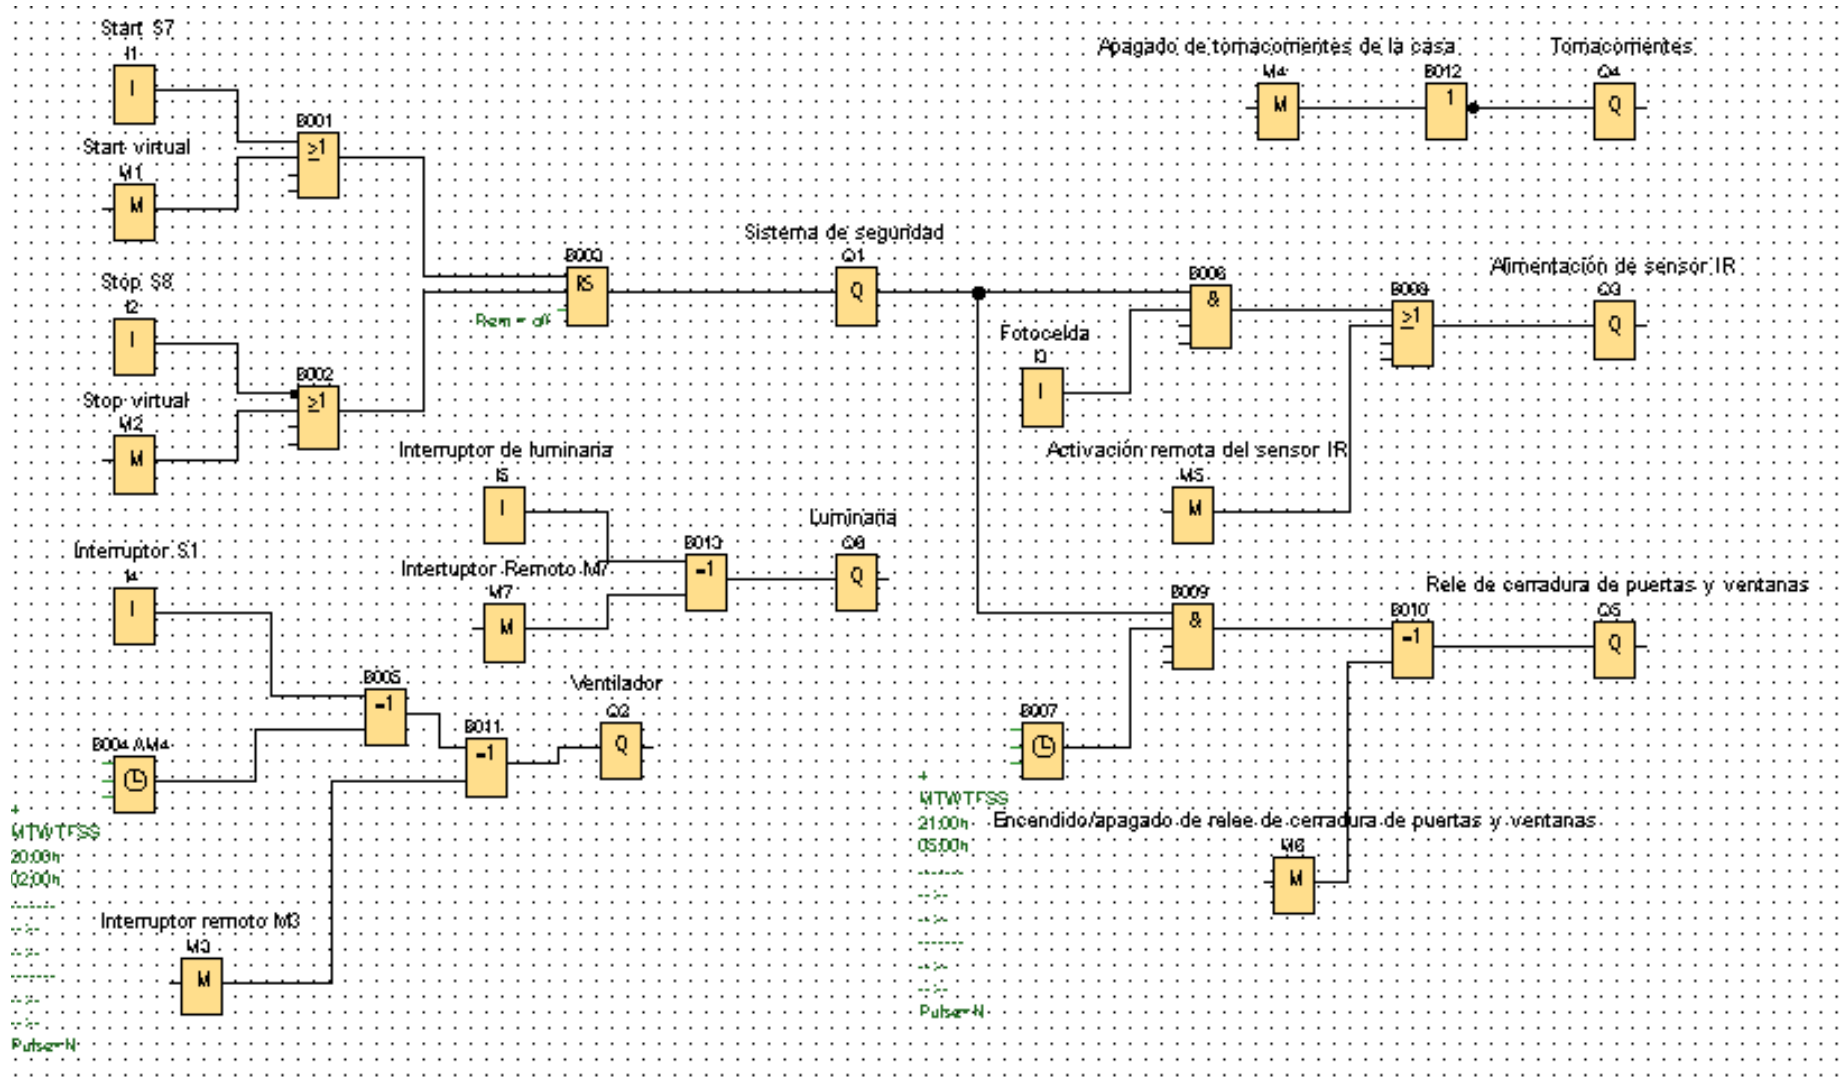 Start S7
I1
I
B001
≥1
Start virtual
M1
M
Stop S8
I2
I
B002
≥1
Stop virtual
M2
M
B003
RS
Rem = off
Sistema de seguridad
Q1
Q
Apagado de tomacorrientes de la casa
M4
M
B012
1
Tomacorrientes
Q4
Q
B006
&
Fotocelda
I3
I
B008
≥1
Alimentación de sensor IR
Q3
Q
Activación remota del sensor IR
M5
M
Interruptor de luminaria
I5
I
Interruptor Remoto M7
M7
M
B013
=1
Luminaria
Q6
Q
Interruptor S1
I4
I
B005
=1
B004 AM4
B011
=1
Ventilador
Q2
Q
+
MTWTFSS
20:00h
02:00h
------
--:--
--:--
------
--:--
--:--
Pulse=N
Interruptor remoto M3
M3
M
B009
&
B007
B010
=1
Rele de cerradura de puertas y ventanas
Q5
Q
+
MTWTFSS
21:00h
05:00h
------
--:--
--:--
------
--:--
--:--
Pulse=N
Encendido/apagado de relee de cerradura de puertas y ventanas
M6
M